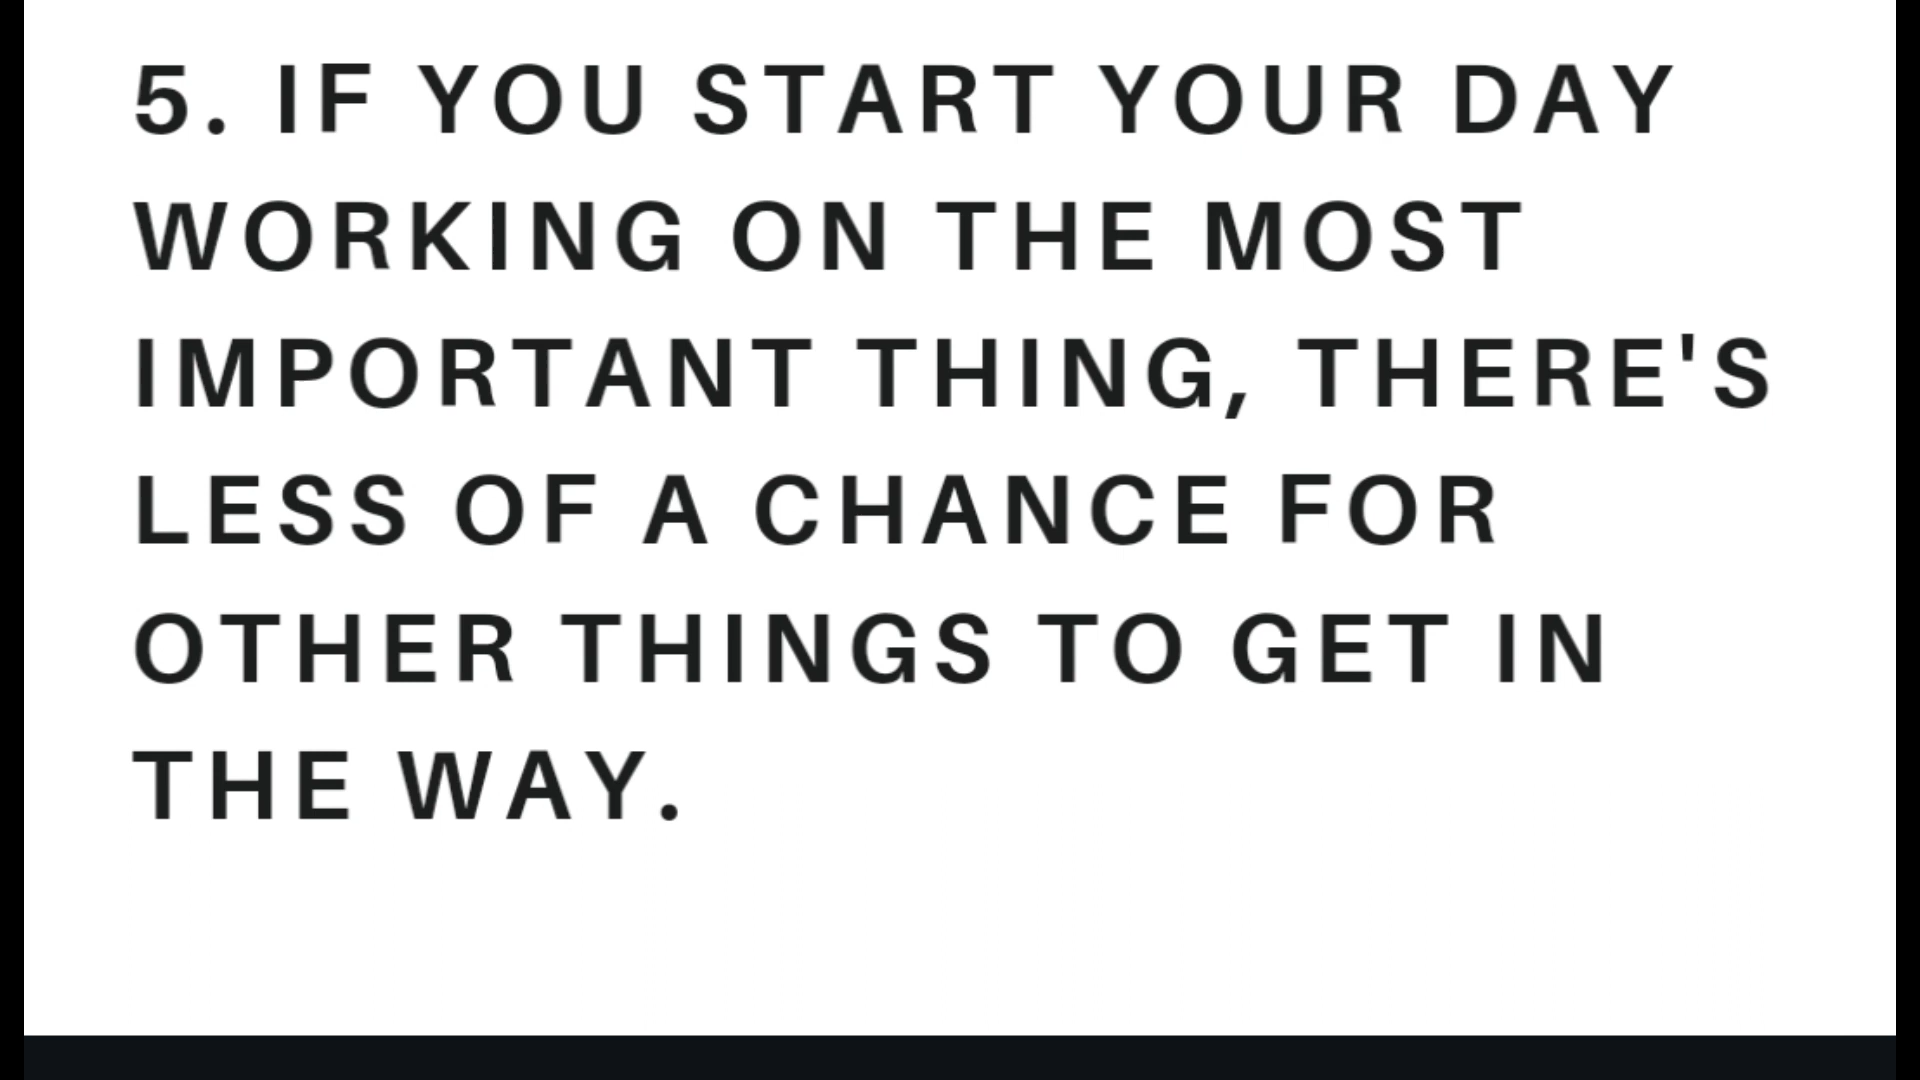 5. IF YOU START YOUR DAY
WORKING ON THE MOST
IMPORTANT THING, THERE'S
LESS OF A CHANCE FOR
OTHER THINGS TO GET IN
THE WAY.